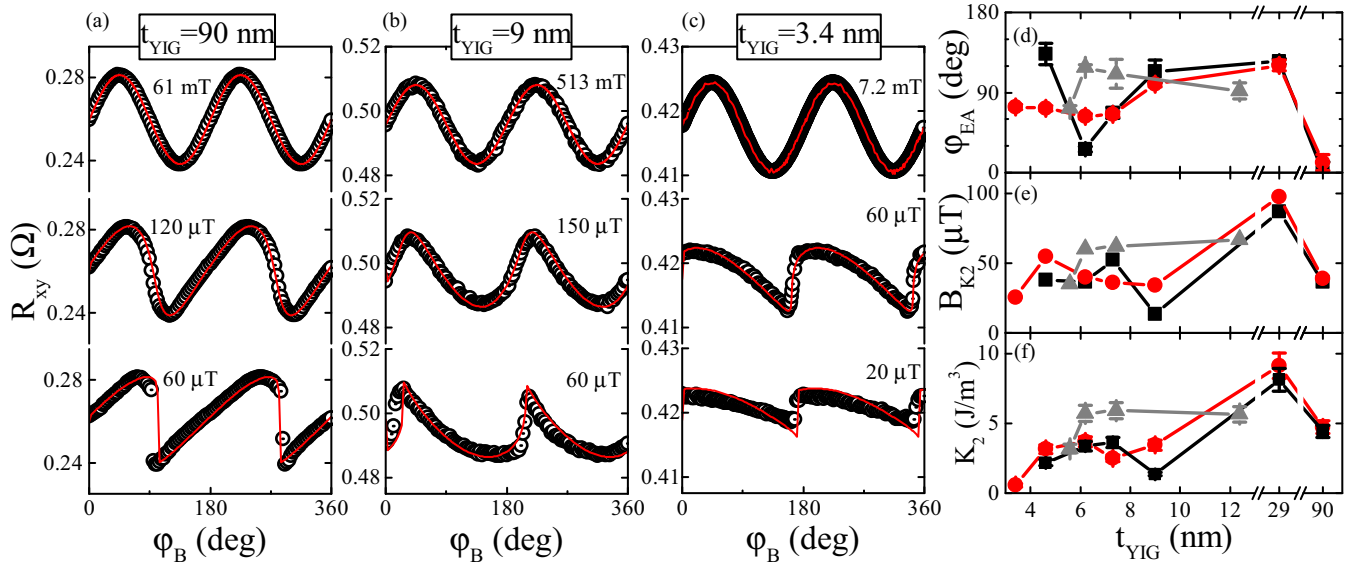 (a)
t_YIG=90 nm
0.28
0.24
61 mT
0.28
0.24
120 μT
0.28
0.24
60 μT
0
180
360
φ_B (deg)
R_xy (Ω)
(b)
t_YIG=9 nm
0.52
0.50
0.48
513 mT
0.52
0.50
0.48
150 μT
0.52
0.50
0.48
60 μT
0
180
360
φ_B (deg)
(c)
t_YIG=3.4 nm
0.43
0.42
0.41
7.2 mT
0.43
0.42
0.41
60 μT
0.43
0.42
0.41
20 μT
0
180
360
φ_B (deg)
(d)
180
90
0
φ_EA (deg)
(e)
100
50
0
B_K2 (μT)
(f)
10
5
0
K_2 (J/m^3)
4
6
8
10
12
29
90
t_YIG (nm)